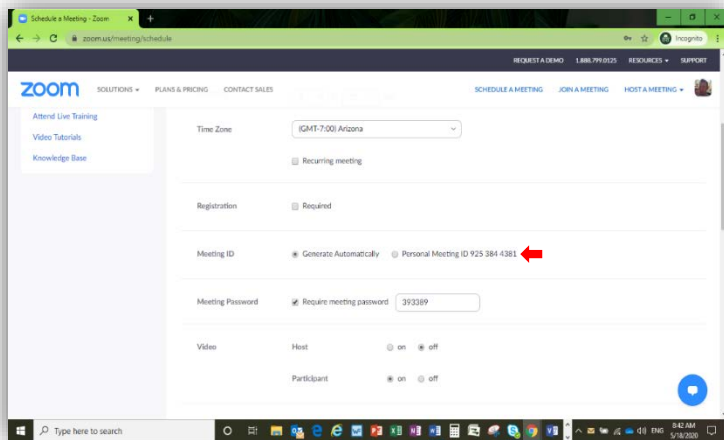 Schedule a Meeting - Zoom
zoom.us/meeting/schedule
Incognito
REQUEST A DEMO 1.888.799.0125 RESOURCES SUPPORT
zoom SOLUTIONS PLANS & PRICING CONTACT SALES SCHEDULE A MEETING JOIN A MEETING HOST A MEETING
Attend Live Training
Video Tutorials
Knowledge Base
Time Zone (GMT-7:00) Arizona
Recurring meeting
Registration Required
Meeting ID Generate Automatically Personal Meeting ID 925 384 4381
Meeting Password Require meeting password 393389
Video Host on off
Participant on off
Type here to search
ENG 8:42 AM
5/18/2020